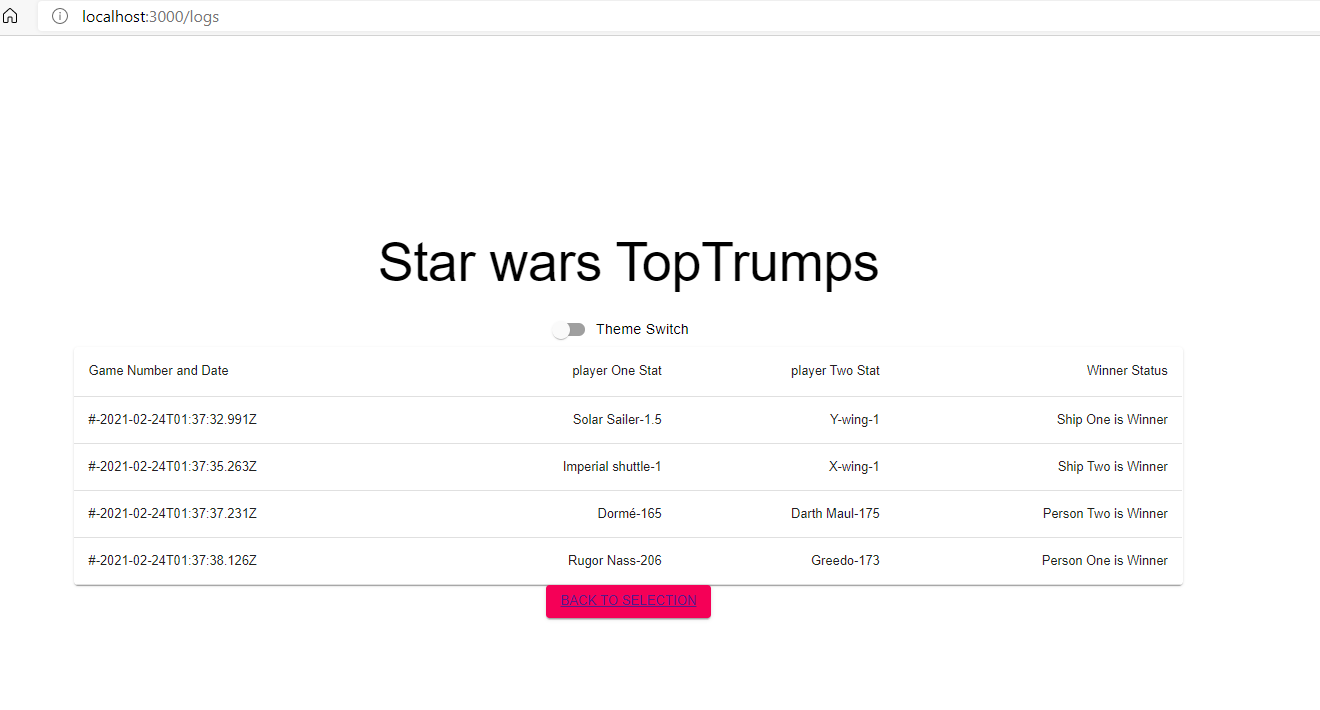 localhost:3000/logs
Star wars TopTrumps
Theme Switch
Game Number and Date player One Stat player Two Stat Winner Status
#-2021-02-24T01:37:32.991Z Solar Sailer-1.5 Y-wing-1 Ship One is Winner
#-2021-02-24T01:37:35.263Z Imperial shuttle-1 X-wing-1 Ship Two is Winner
#-2021-02-24T01:37:37.231Z Dormé-165 Darth Maul-175 Person Two is Winner
#-2021-02-24T01:37:38.126Z Rugor Nass-206 Greedo-173 Person One is Winner
BACK TO SELECTION